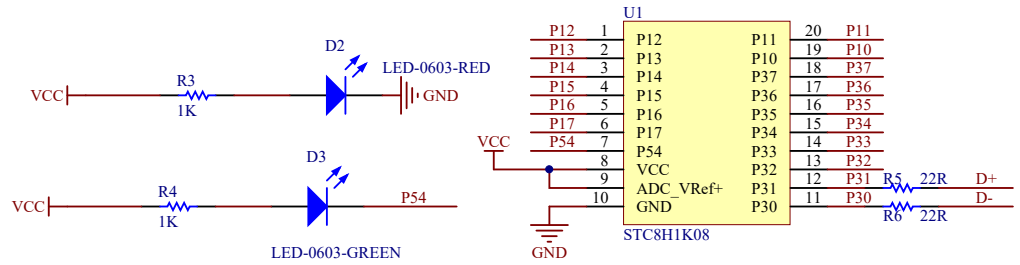 D2
LED-0603-RED
R3
VCC
GND
1K
D3
R4
VCC
P54
1K
LED-0603-GREEN
U1
P12 1 P12 P11 20 P11
P13 2 P13 P10 19 P10
P14 3 P14 P37 18 P37
P15 4 P15 P36 17 P36
P16 5 P16 P35 16 P35
P17 6 P17 P34 15 P34
P54 7 P54 P33 14 P33
VCC 8 VCC P32 13 P32
9 ADC_VRef+ P31 12 P31 R5 22R D+
10 GND P30 11 P30 R6 22R D-
GND
STC8H1K08